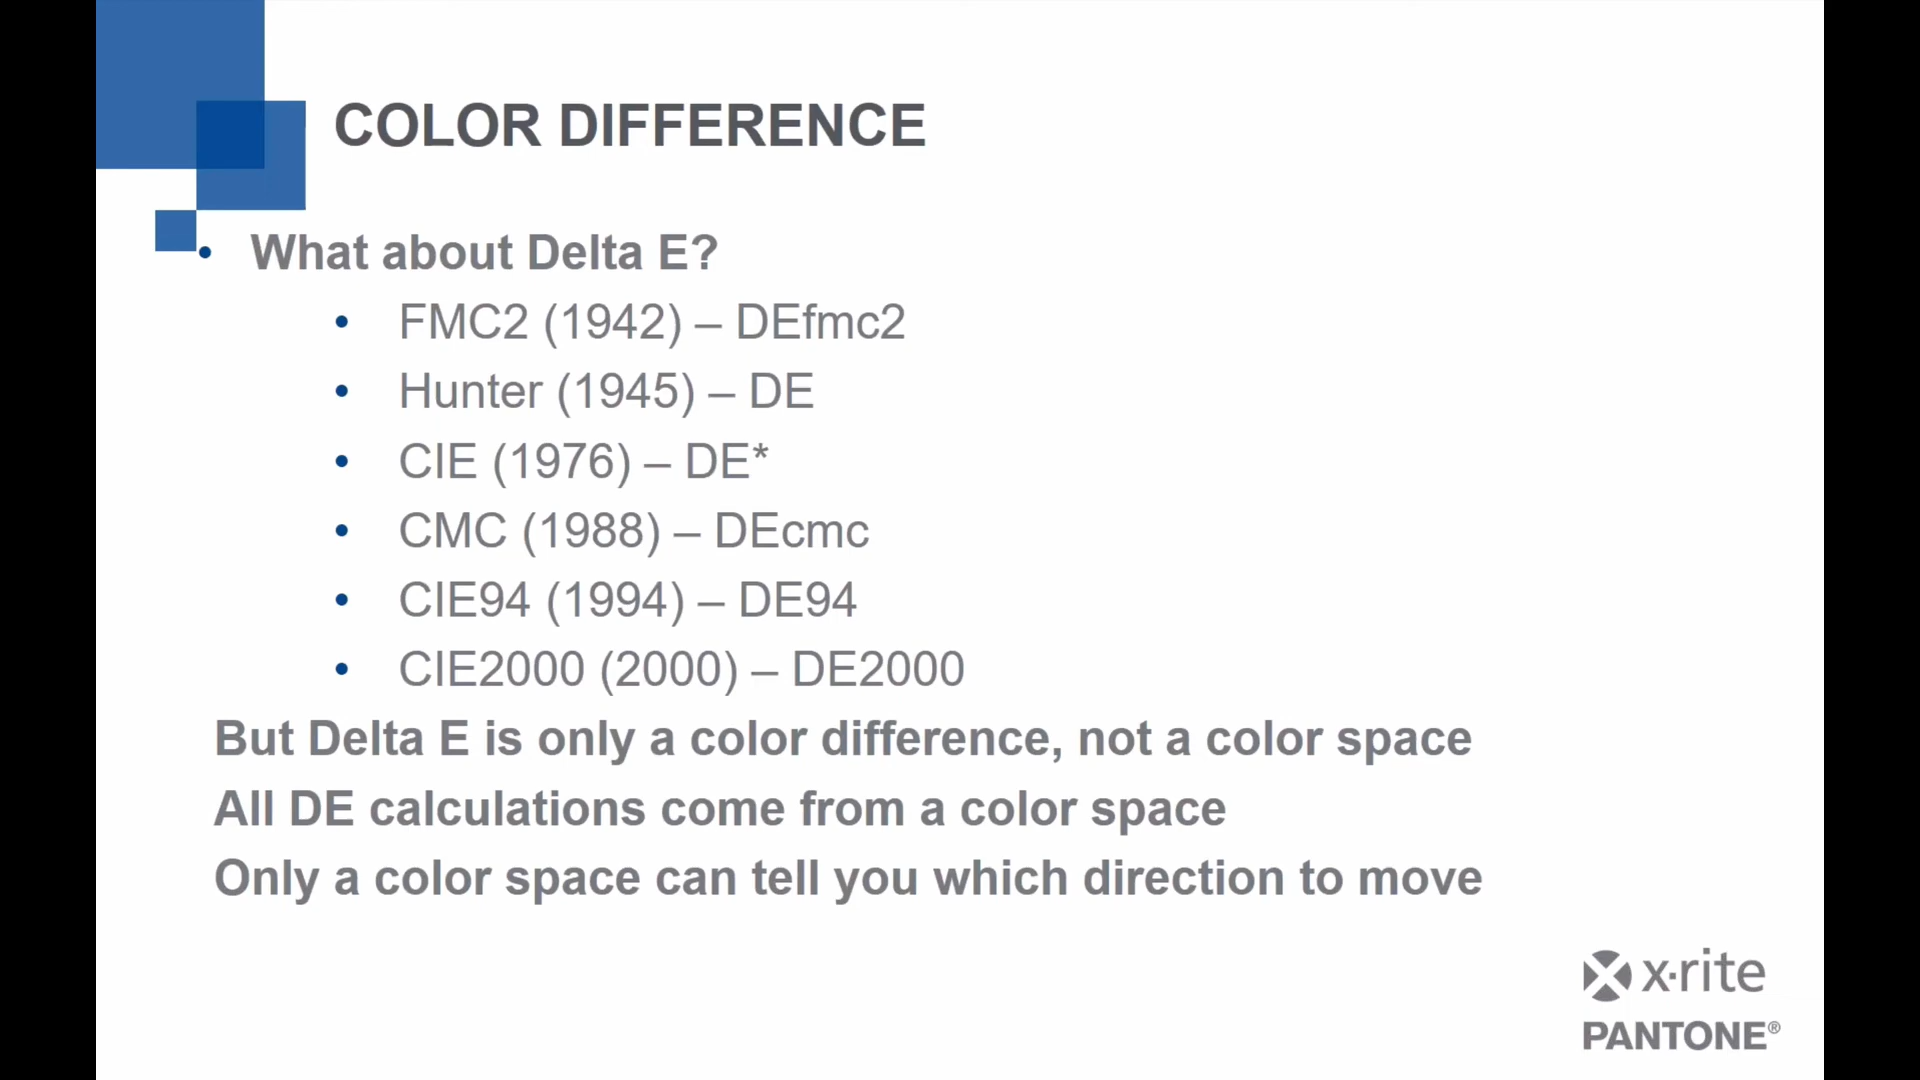 COLOR DIFFERENCE
• What about Delta E?
• FMC2 (1942) – DEfmc2
• Hunter (1945) – DE
• CIE (1976) – DE*
• CMC (1988) – DEcmc
• CIE94 (1994) – DE94
• CIE2000 (2000) – DE2000
But Delta E is only a color difference, not a color space
All DE calculations come from a color space
Only a color space can tell you which direction to move
x·rite
PANTONE®